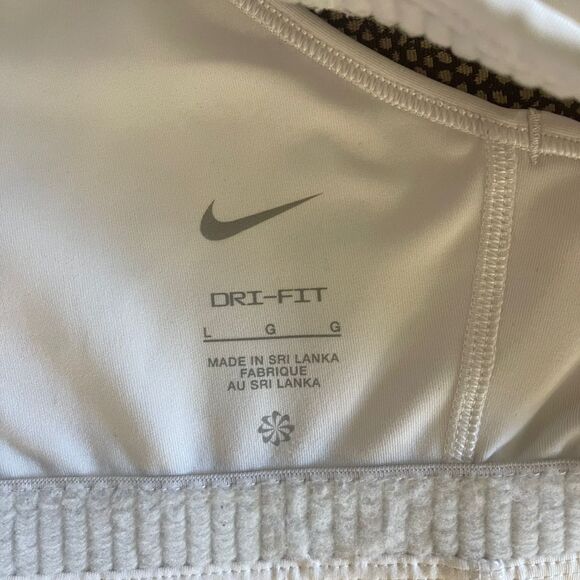 DRI-FIT
L G G
MADE IN SRI LANKA
FABRIQUE
AU SRI LANKA